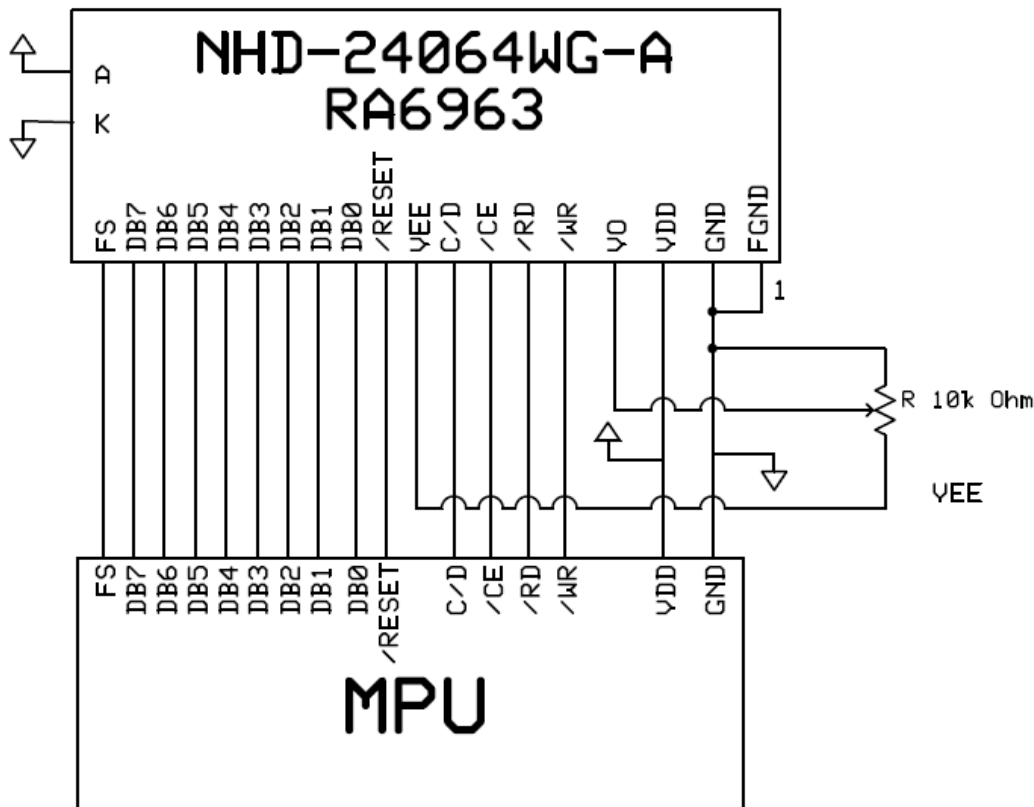 NHD-24064WG-A
RA6963
A
K
FS
DB7
DB6
DB5
DB4
DB3
DB2
DB1
DB0
/RESET
VEE
C/D
/CE
/RD
/WR
VO
VDD
GND
FGND
1
R 10k Ohm
VEE
FS
DB7
DB6
DB5
DB4
DB3
DB2
DB1
DB0
/RESET
C/D
/CE
/RD
/WR
VDD
GND
MPU